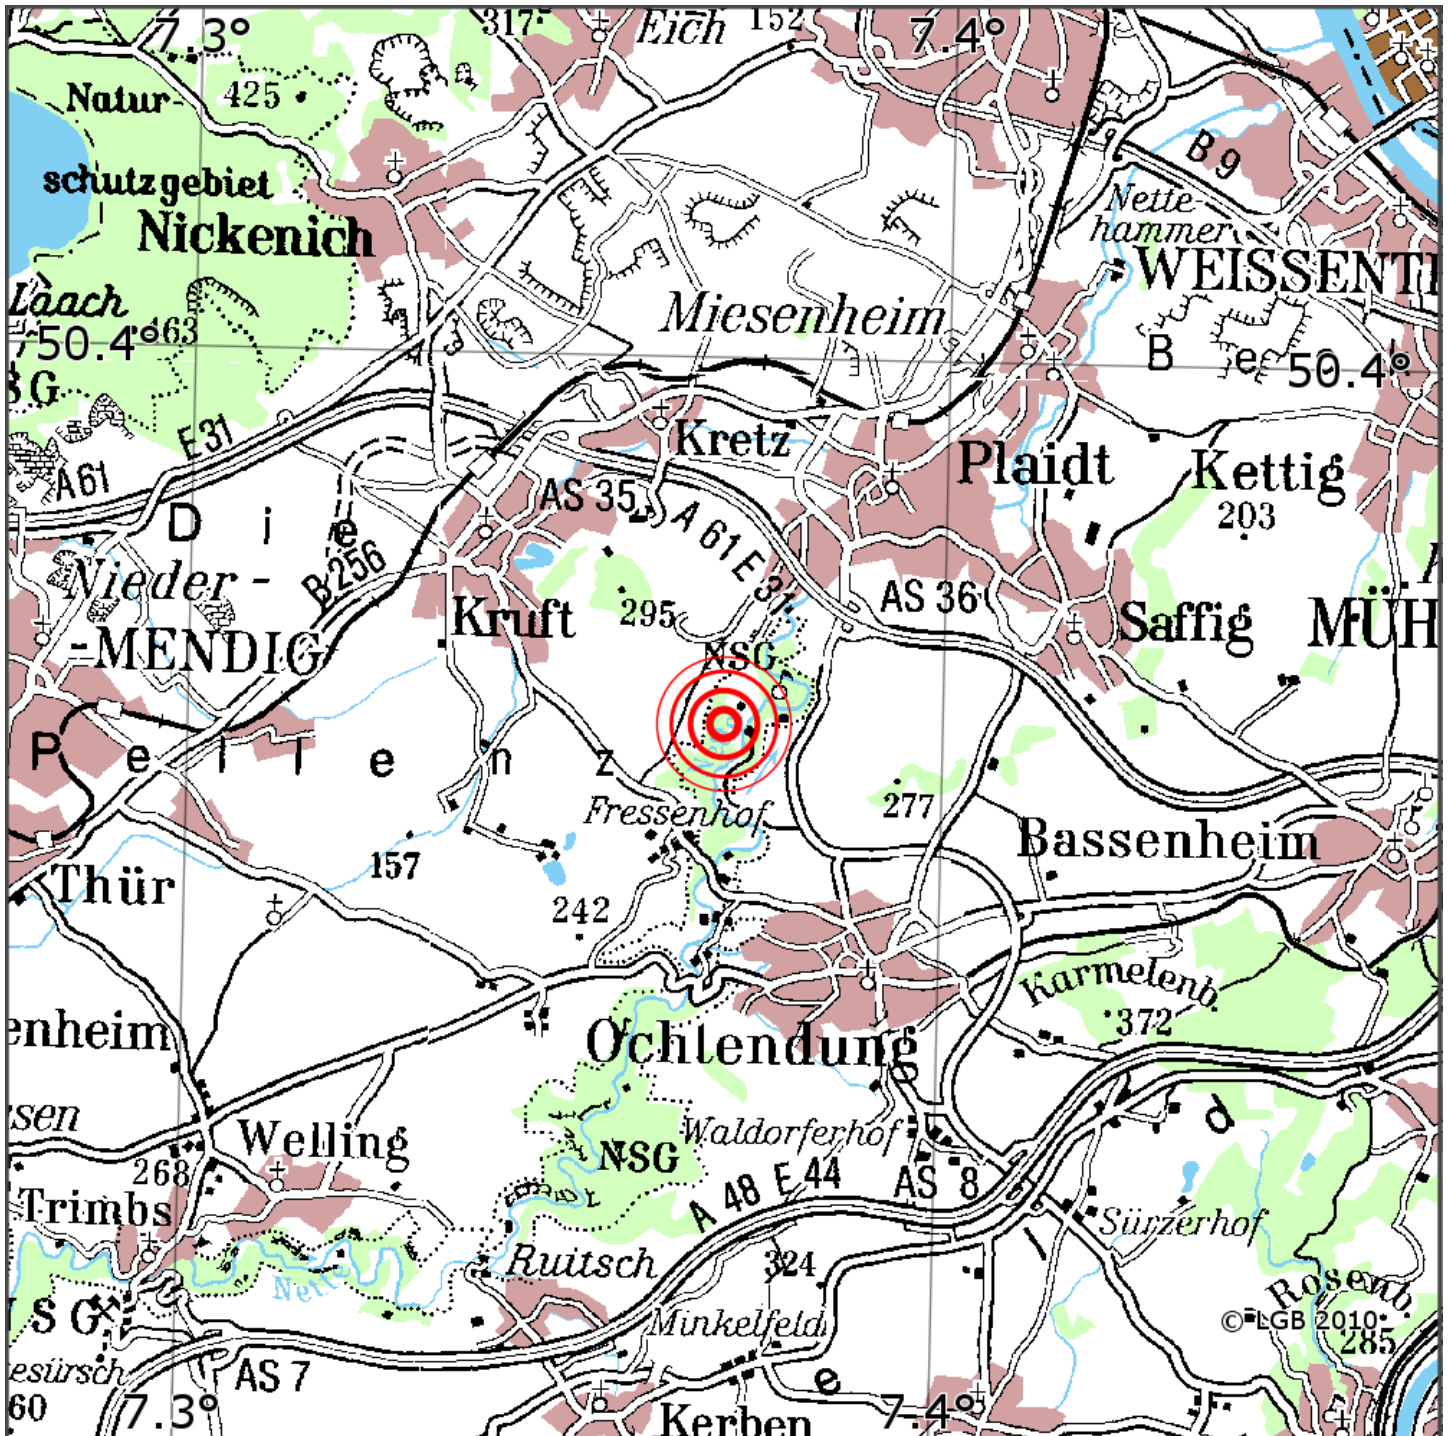 7.3°
317.
Eich
152
7.4°
Natur-
425
B 9
schutzgebiet
Nickenich
Nette-
hammer
WEISSENT
Laach
463
Miesenheim
50.4°
B e
50.4°
G
E 31
Kretz
Plaidt
Kettig
A 61
AS 35
203
D i e
A 61 E 31
Nieder-
B 256
295
AS 36
Kruft
Saffig
MÜH
-MENDIG
NSG
P e l l e n z
Fressenhof
277
Bassenheim
157
Thür
242
Karmelenb.
372
enheim
Ochtendung
ssen
Welling
Waldorferhof
d
NSG
268
A 48 E 44
AS 8
Trimbs
Sürzerhof
Ruitsch
324
Nette
Rosenb.
S G
Minkelfeld
© LGB 2010
285
esürsch
AS 7
e
60
7.3°
7.4°
Kerben